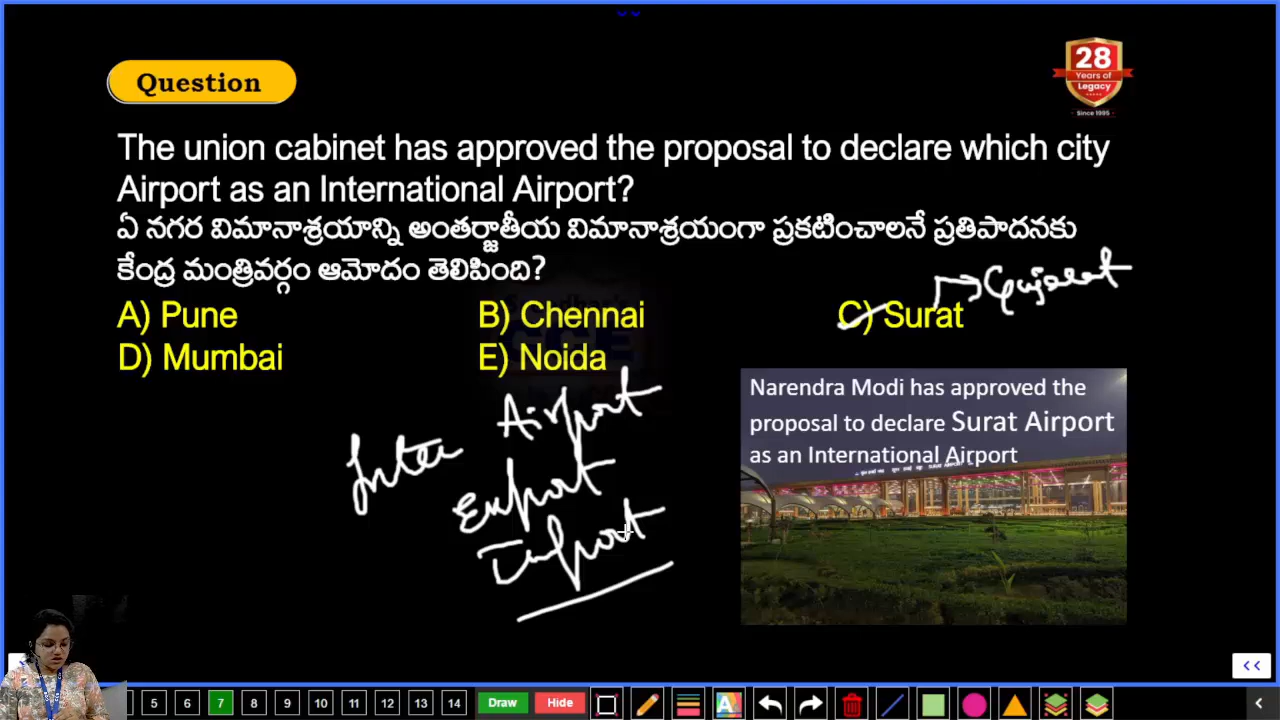 28
Years of
Legacy
Since 1995
Question
The union cabinet has approved the proposal to declare which city
Airport as an International Airport?
ఏ నగర విమానాశ్రయాన్ని అంతర్జాతీయ విమానాశ్రయంగా ప్రకటించాలనే ప్రతిపాదనకు
కేంద్ర మంత్రివర్గం ఆమోదం తెలిపింది?
Gujarat
A) Pune B) Chennai C) Surat
D) Mumbai E) Noida
Narendra Modi has approved the
proposal to declare Surat Airport
as an International Airport
SURAT AIRPORT
Airport
Inter
Export
Import
<<
5 6 7 8 9 10 11 12 13 14 Draw Hide A <